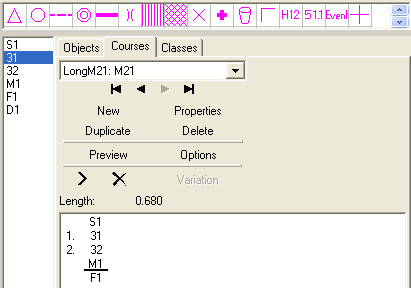 H12 51.1 Event
S1
31
32
M1
F1
D1
Objects Courses Classes
LongM21: M21
New Properties
Duplicate Delete
Preview Options
Variation
Length: 0.680
S1
1. 31
2. 32
M1
F1